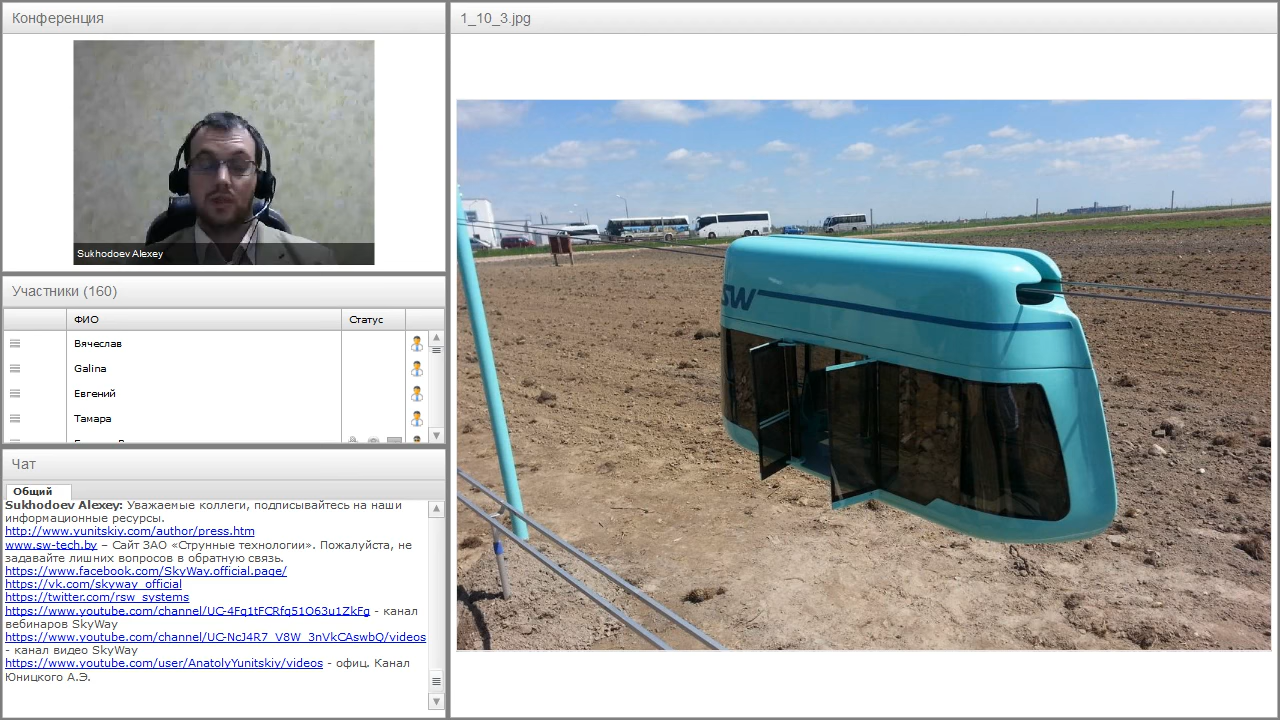 Конференция
Sukhodoev Alexey
Участники (160)
ФИО
Статус
Вячеслав
Galina
Евгений
Тамара
Чат
Общий
Sukhodoev Alexey: Уважаемые коллеги, подписывайтесь на наши
информационные ресурсы.
http://www.yunitskiy.com/author/press.htm
www.sw-tech.by – Сайт ЗАО «Струнные технологии». Пожалуйста, не
задавайте лишних вопросов в обратную связь.
https://www.facebook.com/SkyWay.official.page/
https://vk.com/skyway_official
https://twitter.com/rsw_systems
https://www.youtube.com/channel/UC-4Fq1tFCRfq51O63u1ZkFg - канал
вебинаров SkyWay
https://www.youtube.com/channel/UC-NcJ4R7_V8W_3nVkCAswbQ/videos
- канал видео SkyWay
https://www.youtube.com/user/AnatolyYunitskiy/videos - офиц. Канал
Юницкого А.Э.
1_10_3.jpg
SW